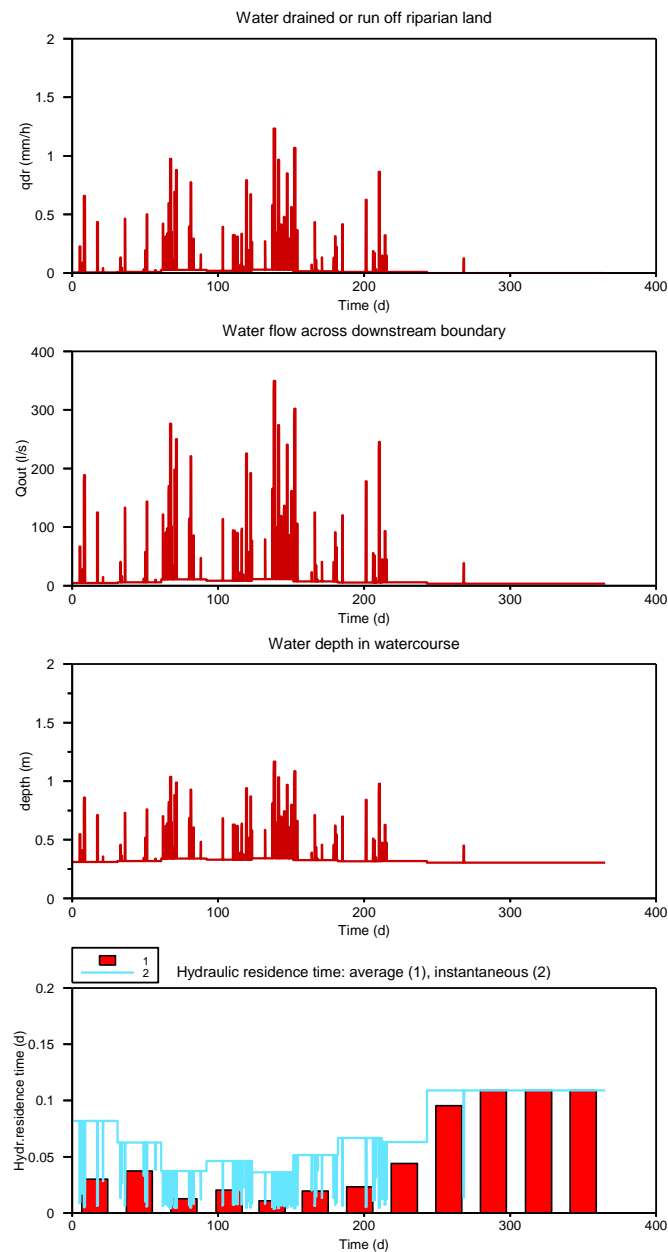 Water drained or run off riparian land
2
1.5
1
0.5
0
qdr (mm/h)
0 100 200 300 400
Time (d)
Water flow across downstream boundary
400
300
200
100
0
Qout (l/s)
0 100 200 300 400
Time (d)
Water depth in watercourse
2
1.5
1
0.5
0
depth (m)
0 100 200 300 400
Time (d)
1
2
Hydraulic residence time: average (1), instantaneous (2)
0.2
0.15
0.1
0.05
0
Hydr.residence time (d)
0 100 200 300 400
Time (d)